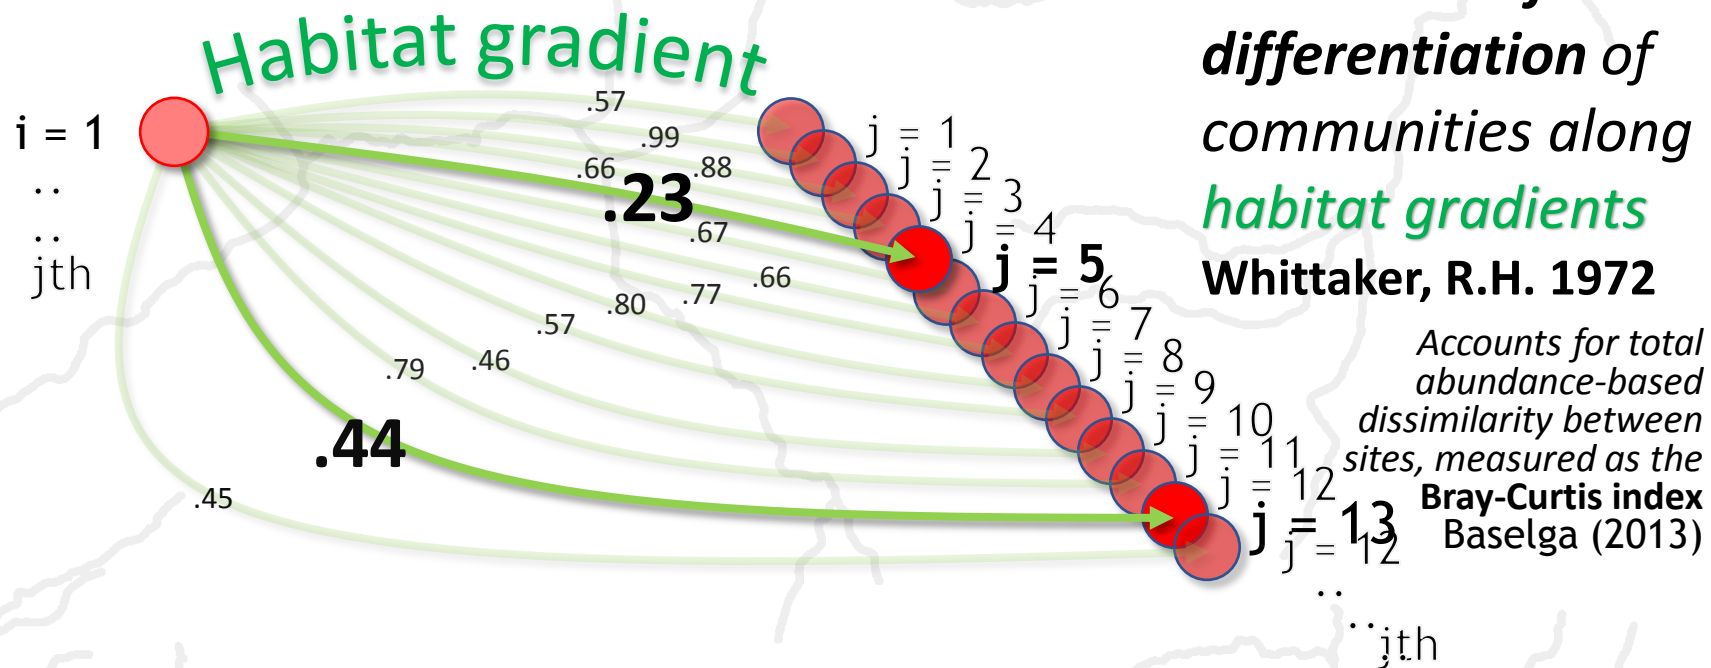 Habitat gradient
i = 1
..
..
jth
.57
.99
.66
.88
.23
.67
.66
.77
.80
.57
.46
.79
.44
.45
j = 1
j = 2
j = 3
j = 4
j = 5
j = 6
j = 7
j = 8
j = 9
j = 10
j = 11
j = 12
j = 13
j = 12
..
..
jth
differentiation of
communities along
habitat gradients
Whittaker, R.H. 1972
Accounts for total
abundance-based
dissimilarity between
sites, measured as the
Bray-Curtis index
Baselga (2013)